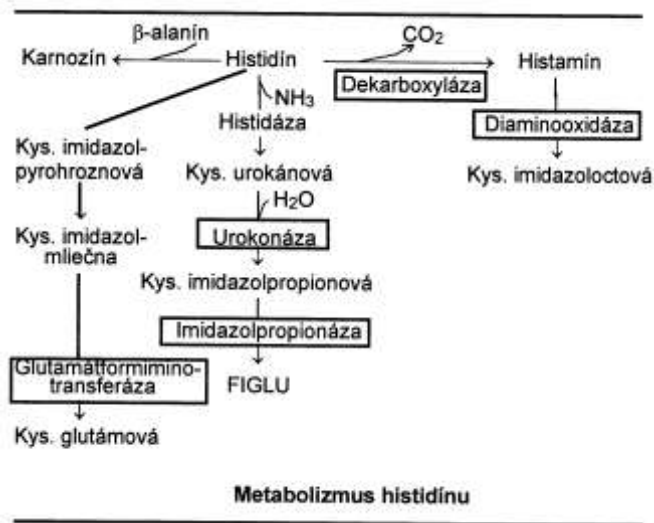 β-alanín
CO₂
Karnozín
Histidín
Histamín
Dekarboxyláza
NH₃
Histidáza
Diaminooxidáza
Kys. imidazol-
pyrohroznová
Kys. urokánová
Kys. imidazoloctová
H₂O
Kys. imidazol-
mliečna
Urokonáza
Kys. imidazolpropionová
Imidazolpropionáza
Glutamátformimino-
transferáza
FIGLU
Kys. glutámová
Metabolizmus histidínu